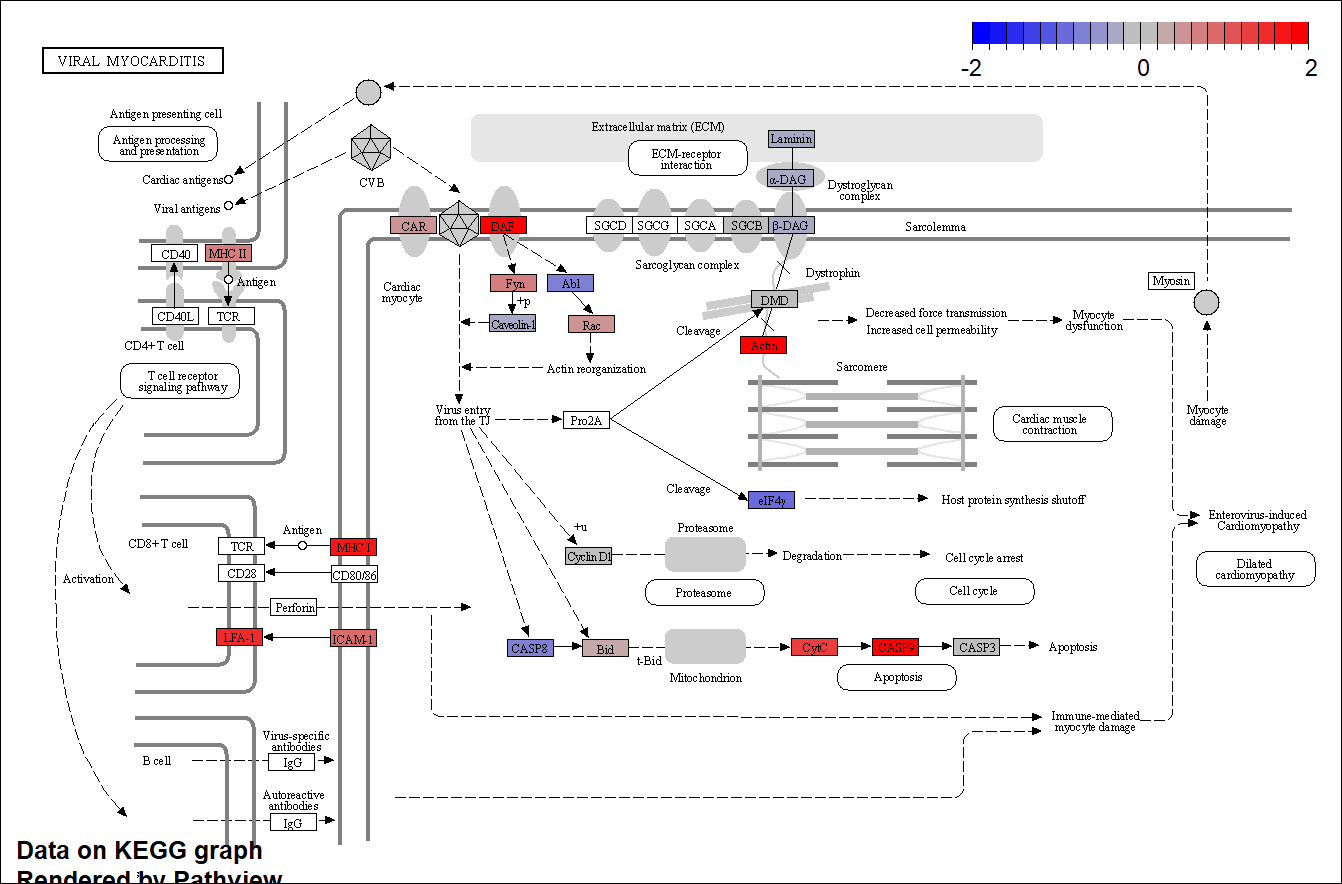 VIRAL MYOCARDITIS
-2
0
2
Antigen presenting cell
Antigen processing
and presentation
Cardiac antigens
Viral antigens
CVB
Extracellular matrix (ECM)
ECM-receptor
interaction
Laminin
α-DAG
Dystroglycan
complex
CAR
DAF
SGCD
SGCG
SGCA
SGCB
β-DAG
Sarcolemma
CD40
MHC II
Antigen
CD40L
TCR
CD4+T cell
T cell receptor
signaling pathway
Cardiac
myocyte
Fyn
Abl
+p
Caveolin-1
Rac
Actin reorganization
Sarcoglycan complex
Dystrophin
DMD
Cleavage
Actin
Decreased force transmission
Increased cell permeability
Myocyte
dysfunction
Myosin
Sarcomere
Cardiac muscle
contraction
Myocyte
damage
Virus entry
from the TJ
Pro2A
Cleavage
eIF4γ
Host protein synthesis shutoff
Enterovirus-induced
Cardiomyopathy
Dilated
cardiomyopathy
CD8+T cell
TCR
Antigen
MHC I
CD28
CD80/86
Activation
Perforin
LFA-1
ICAM-1
+u
Cyclin D1
Proteasome
Degradation
Cell cycle arrest
Proteasome
Cell cycle
CASP8
Bid
t-Bid
Mitochondrion
CytC
CASP9
CASP3
Apoptosis
Apoptosis
Immune-mediated
myocyte damage
B cell
Virus-specific
antibodies
IgG
Autoreactive
antibodies
IgG
Data on KEGG graph
Rendered by Pathview